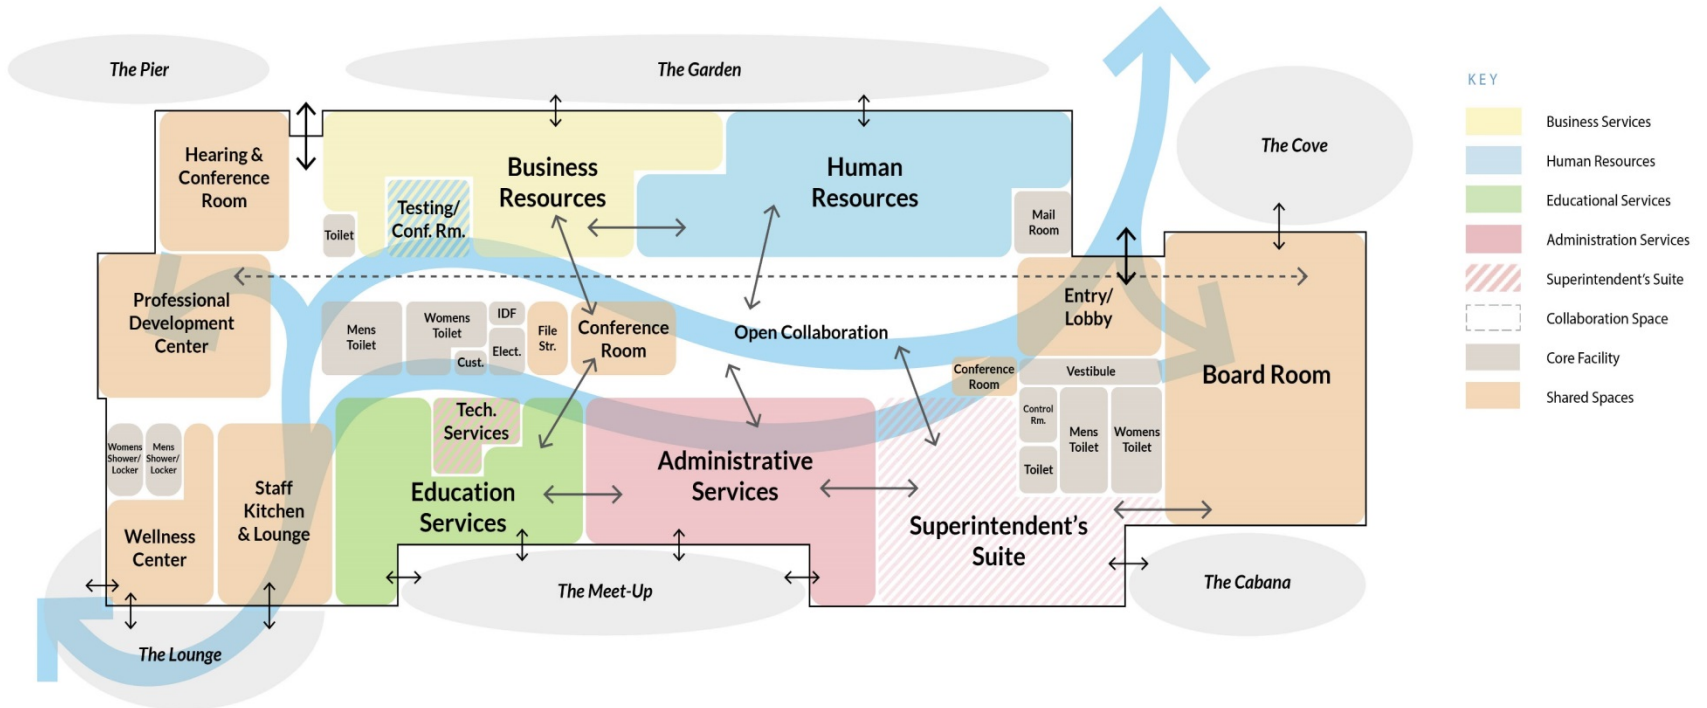 The Pier
The Garden
The Cove
KEY
Business Services
Human Resources
Educational Services
Administration Services
Superintendent's Suite
Collaboration Space
Core Facility
Shared Spaces
Hearing &
Conference
Room
Business
Resources
Human
Resources
Testing/
Conf. Rm.
Toilet
Mail
Room
Professional
Development
Center
Mens
Toilet
Womens
Toilet
IDF
Cust.
Elect.
File
Str.
Conference
Room
Open Collaboration
Entry/
Lobby
Conference
Room
Vestibule
Board Room
Control
Rm.
Mens
Toilet
Womens
Toilet
Toilet
Womens
Shower/
Locker
Mens
Shower/
Locker
Wellness
Center
Staff
Kitchen
& Lounge
Tech.
Services
Education
Services
Administrative
Services
Superintendent's
Suite
The Lounge
The Meet-Up
The Cabana